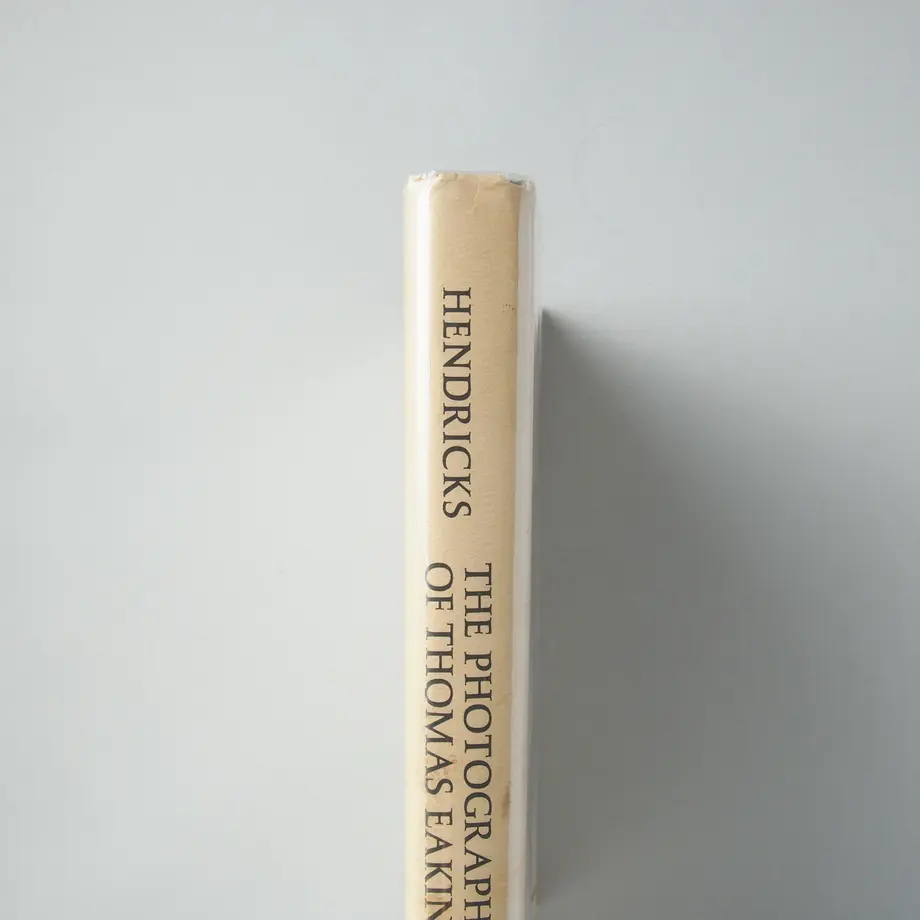 HENDRICKS
THE PHOTOGRAPH
OF THOMAS EAKIN